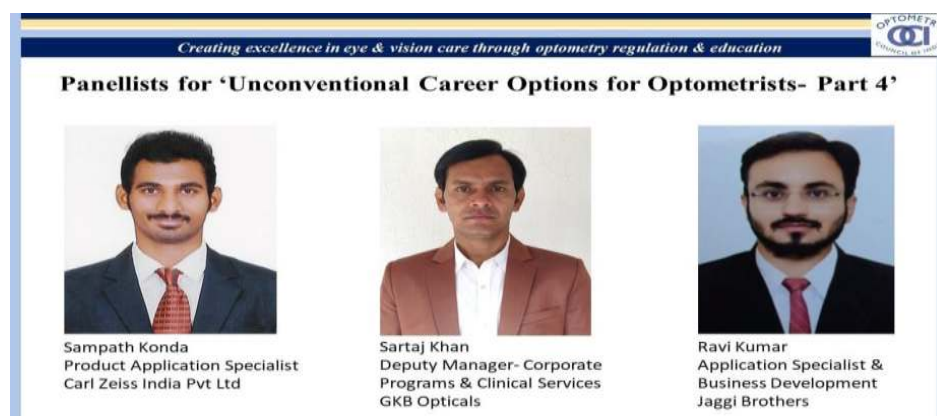 Creating excellence in eye & vision care through optometry regulation & education
OCI
Panellists for ‘Unconventional Career Options for Optometrists- Part 4’
Sampath Konda
Product Application Specialist
Carl Zeiss India Pvt Ltd
Sartaj Khan
Deputy Manager- Corporate
Programs & Clinical Services
GKB Opticals
Ravi Kumar
Application Specialist &
Business Development
Jaggi Brothers